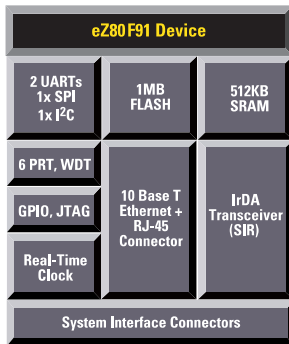 eZ80F91 Device
2 UARTs
1x SPI
1x I²C
1MB
FLASH
512KB
SRAM
6 PRT, WDT
GPIO, JTAG
Real-Time
Clock
10 Base T
Ethernet +
RJ-45
Connector
IrDA
Transceiver
(SIR)
System Interface Connectors